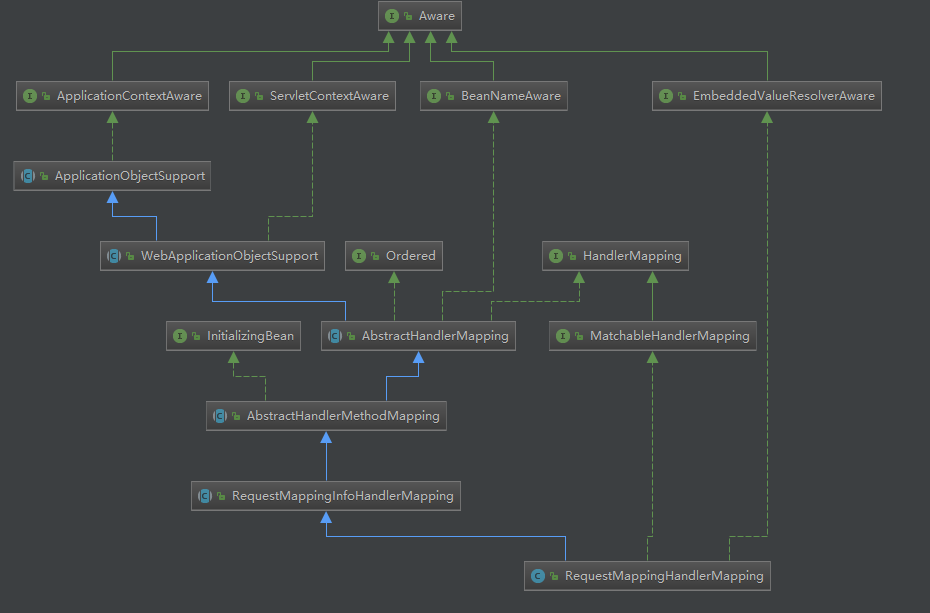 Aware
ApplicationContextAware
ServletContextAware
BeanNameAware
EmbeddedValueResolverAware
ApplicationObjectSupport
WebApplicationObjectSupport
Ordered
HandlerMapping
InitializingBean
AbstractHandlerMapping
MatchableHandlerMapping
AbstractHandlerMethodMapping
RequestMappingInfoHandlerMapping
RequestMappingHandlerMapping